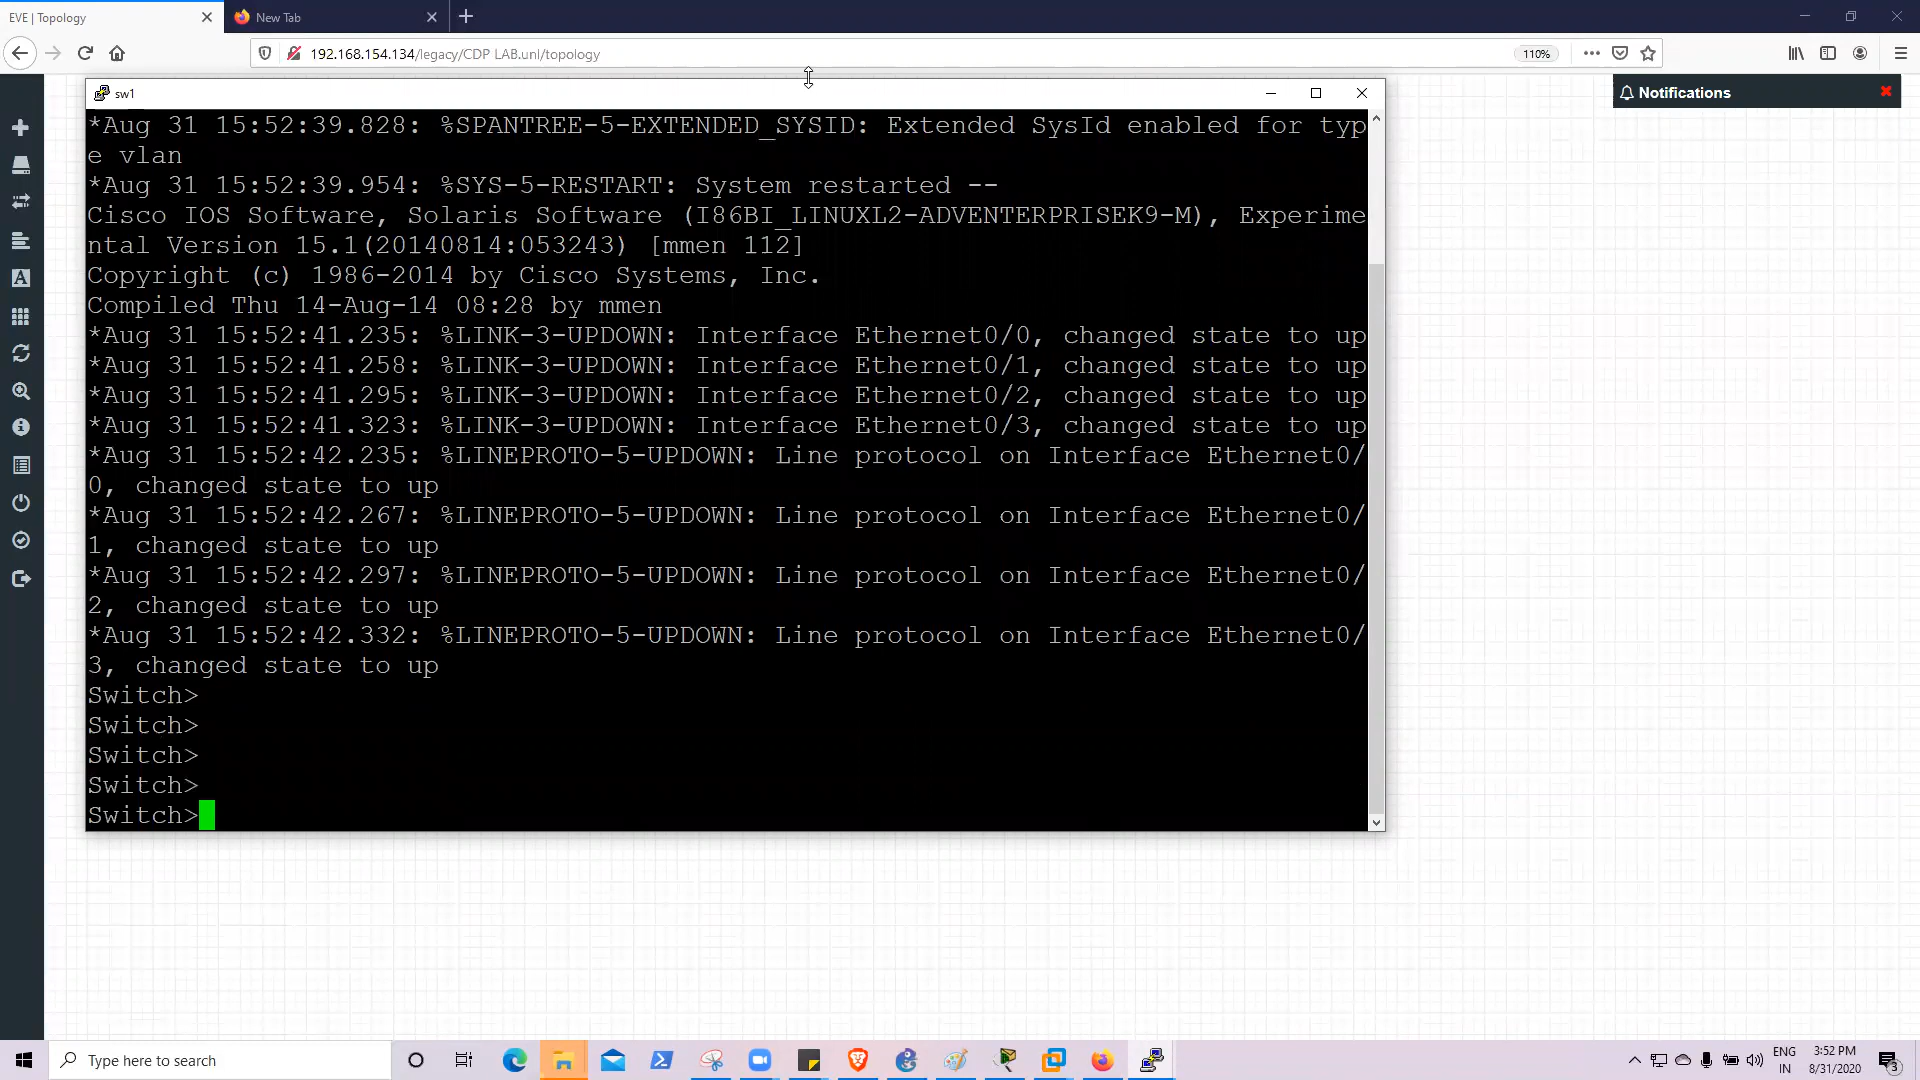 EVE | Topology
New Tab
192.168.154.134/legacy/CDP LAB.unl/topology
110%
sw1
Notifications
*Aug 31 15:52:39.828: %SPANTREE-5-EXTENDED_SYSID: Extended SysId enabled for typ
e vlan
*Aug 31 15:52:39.954: %SYS-5-RESTART: System restarted --
Cisco IOS Software, Solaris Software (I86BI_LINUXL2-ADVENTERPRISEK9-M), Experime
ntal Version 15.1(20140814:053243) [mmen 112]
Copyright (c) 1986-2014 by Cisco Systems, Inc.
Compiled Thu 14-Aug-14 08:28 by mmen
*Aug 31 15:52:41.235: %LINK-3-UPDOWN: Interface Ethernet0/0, changed state to up
*Aug 31 15:52:41.258: %LINK-3-UPDOWN: Interface Ethernet0/1, changed state to up
*Aug 31 15:52:41.295: %LINK-3-UPDOWN: Interface Ethernet0/2, changed state to up
*Aug 31 15:52:41.323: %LINK-3-UPDOWN: Interface Ethernet0/3, changed state to up
*Aug 31 15:52:42.235: %LINEPROTO-5-UPDOWN: Line protocol on Interface Ethernet0/
0, changed state to up
*Aug 31 15:52:42.267: %LINEPROTO-5-UPDOWN: Line protocol on Interface Ethernet0/
1, changed state to up
*Aug 31 15:52:42.297: %LINEPROTO-5-UPDOWN: Line protocol on Interface Ethernet0/
2, changed state to up
*Aug 31 15:52:42.332: %LINEPROTO-5-UPDOWN: Line protocol on Interface Ethernet0/
3, changed state to up
Switch>
Switch>
Switch>
Switch>
Switch>
Type here to search
ENG
IN
3:52 PM
8/31/2020
3